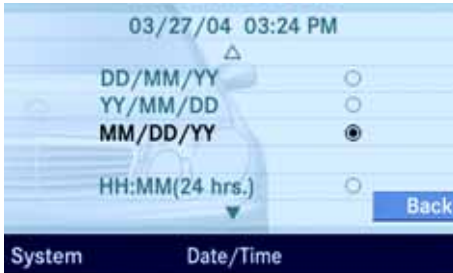 03/27/04 03:24 PM
DD/MM/YY
YY/MM/DD
MM/DD/YY
HH:MM(24 hrs.)
Back
System Date/Time